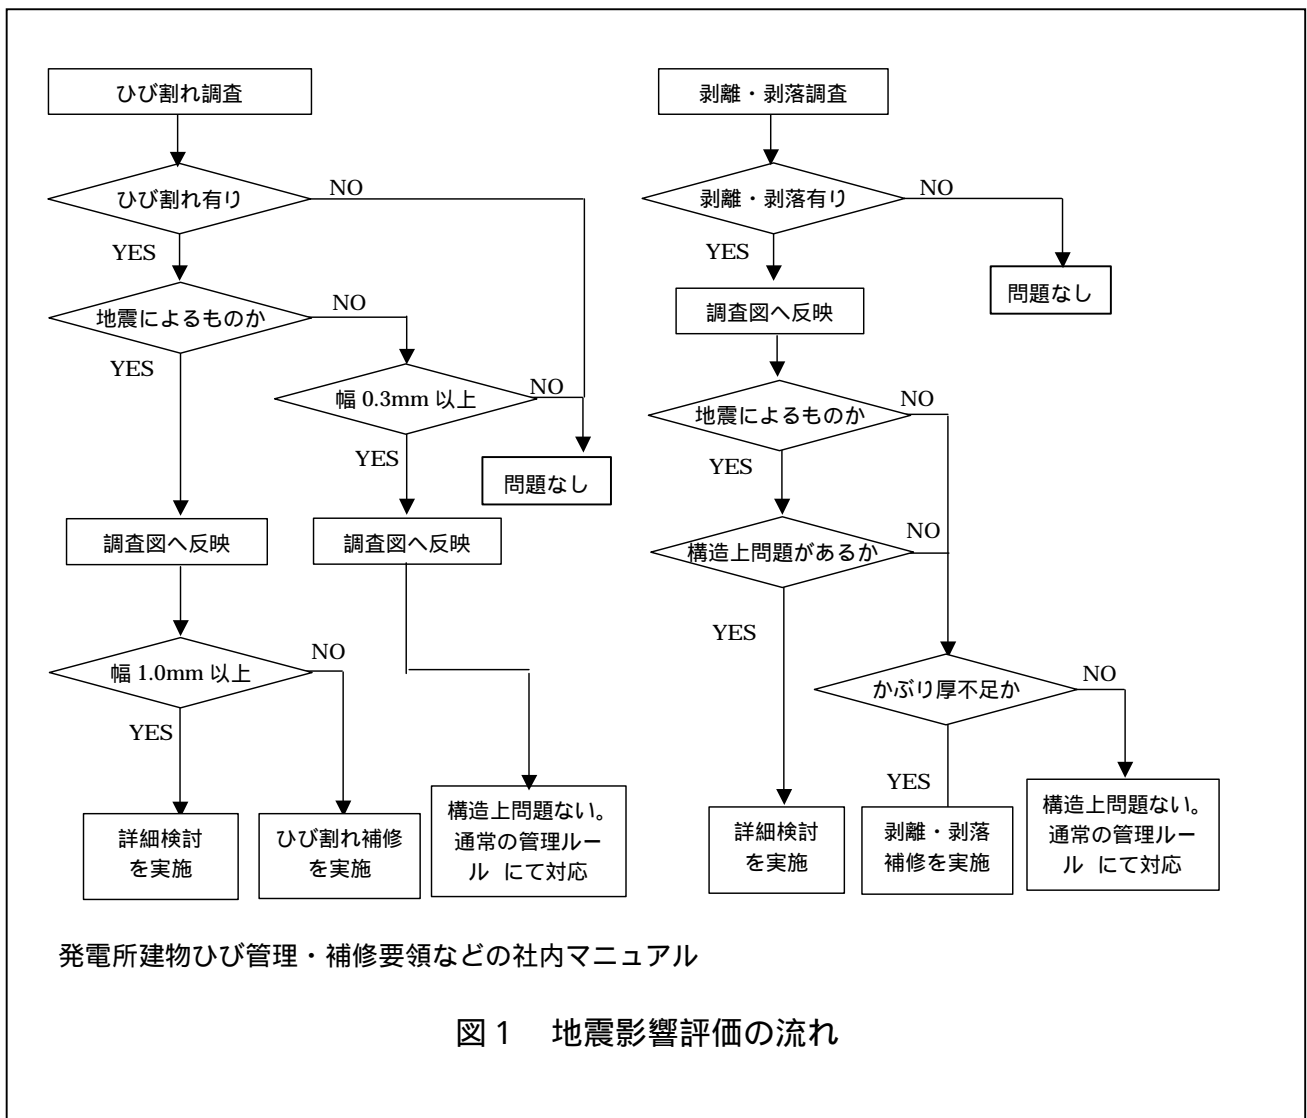 ひび割れ調査
ひび割れ有り
NO
YES
地震によるものか
NO
YES
幅 0.3mm 以上
NO
YES
問題なし
調査図へ反映
調査図へ反映
幅 1.0mm 以上
NO
YES
詳細検討
を実施
ひび割れ補修
を実施
構造上問題ない。
通常の管理ルー
ル にて対応
剥離・剥落調査
剥離・剥落有り
NO
YES
問題なし
調査図へ反映
地震によるものか
NO
YES
構造上問題があるか
NO
YES
かぶり厚不足か
NO
YES
詳細検討
を実施
剥離・剥落
補修を実施
構造上問題ない。
通常の管理ルー
ル にて対応
発電所建物ひび管理・補修要領などの社内マニュアル
図1 地震影響評価の流れ